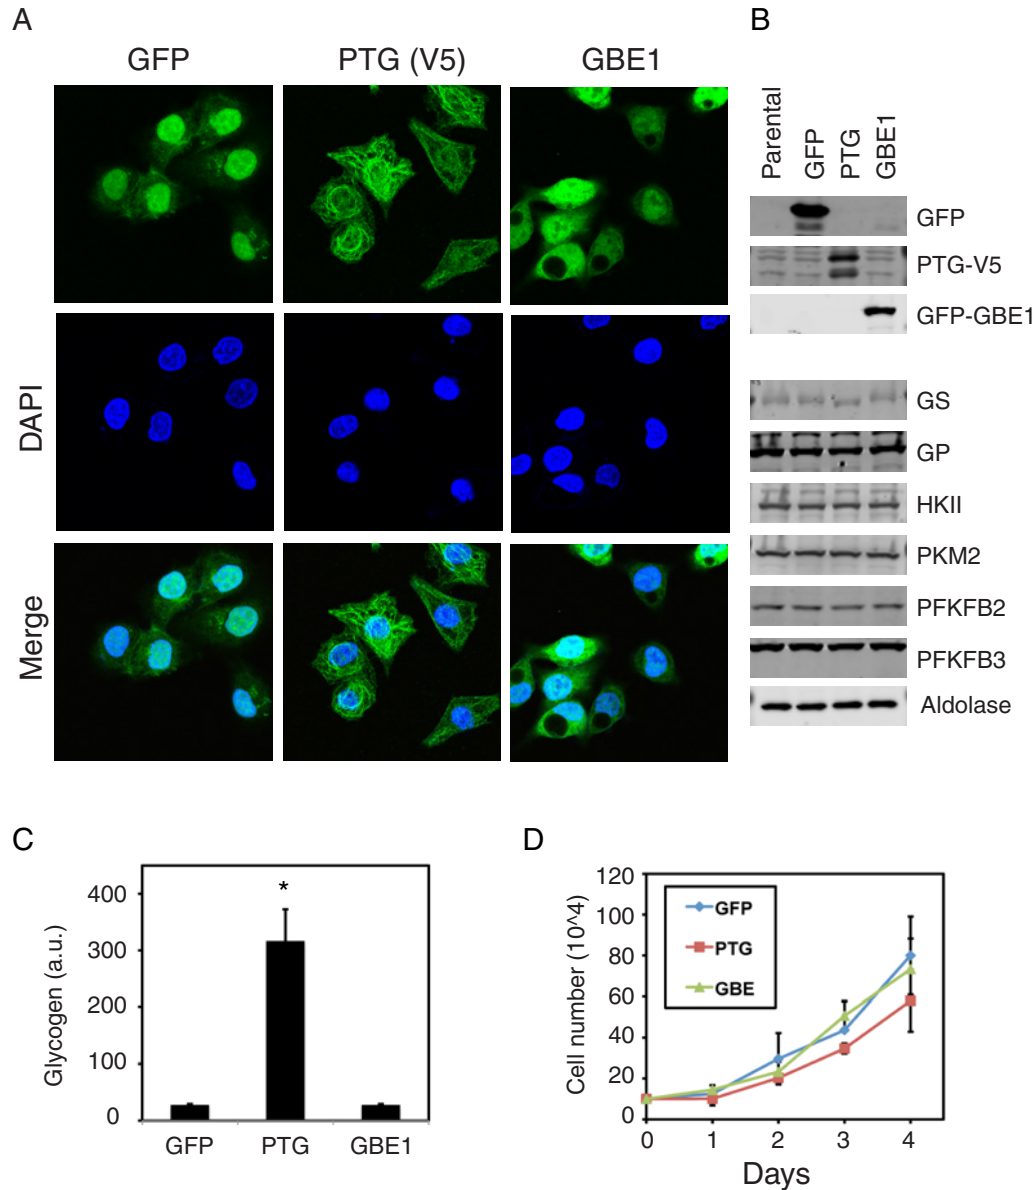 A
GFP
PTG (V5)
GBE1
DAPI
Merge
B
Parental
GFP
PTG
GBE1
GFP
PTG-V5
GFP-GBE1
GS
GP
HKII
PKM2
PFKFB2
PFKFB3
Aldolase
C
Glycogen (a.u.)
400
300
200
100
0
*
GFP
PTG
GBE1
D
Cell number (10^4)
120
100
80
60
40
20
0
GFP
PTG
GBE
0
1
2
3
4
Days